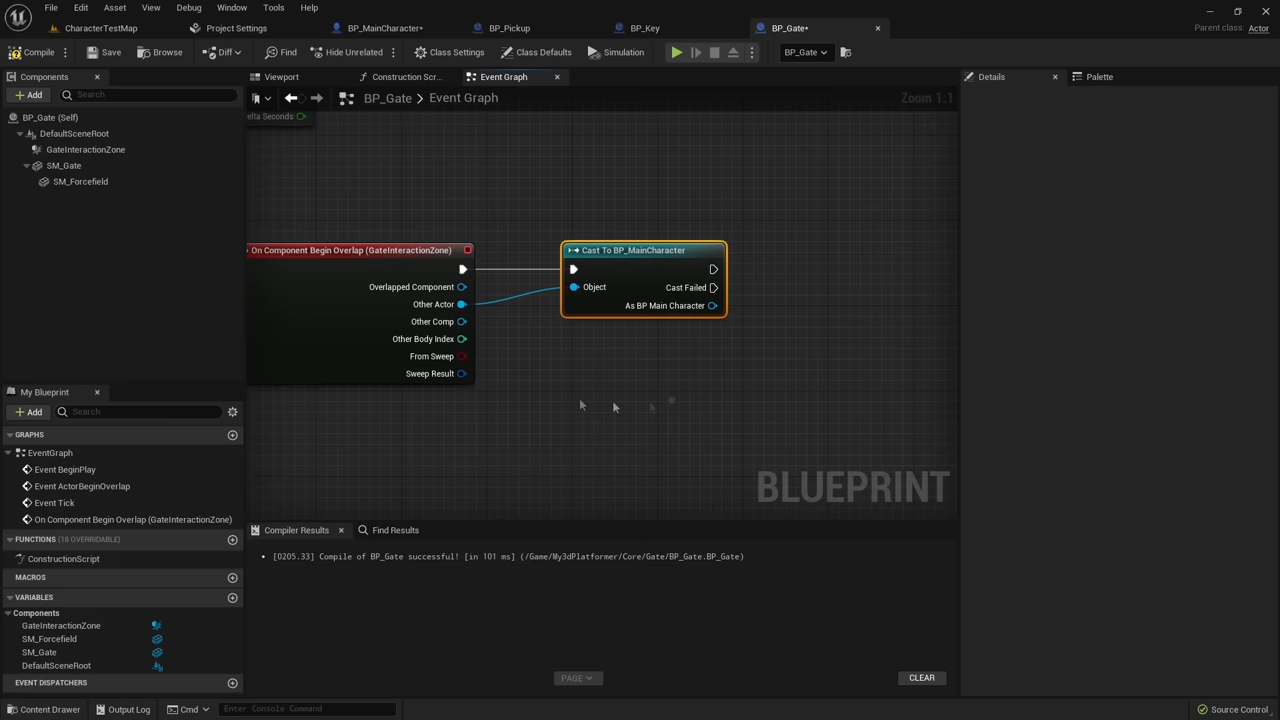 File Edit Asset View Debug Window Tools Help
CharacterTestMap Project Settings BP_MainCharacter* BP_Pickup BP_Key BP_Gate* Parent class: Actor
Compile Save Browse Diff Find Hide Unrelated Class Settings Class Defaults Simulation BP_Gate
Components Viewport Construction Scr... Event Graph Details Palette
Add Search
BP_Gate > Event Graph Zoom 1:1
BP_Gate (Self)
DefaultSceneRoot
GateInteractionZone
SM_Gate
SM_Forcefield
elta Seconds
On Component Begin Overlap (GateInteractionZone)
Overlapped Component
Other Actor
Other Comp
Other Body Index
From Sweep
Sweep Result
Cast To BP_MainCharacter
Object
Cast Failed
As BP Main Character
BLUEPRINT
My Blueprint
Add Search
GRAPHS
EventGraph
Event BeginPlay
Event ActorBeginOverlap
Event Tick
On Component Begin Overlap (GateInteractionZone)
FUNCTIONS (18 OVERRIDABLE)
ConstructionScript
MACROS
VARIABLES
Components
GateInteractionZone
SM_Forcefield
SM_Gate
DefaultSceneRoot
EVENT DISPATCHERS
Compiler Results Find Results
[0205.33] Compile of BP_Gate successful! [in 101 ms] (/Game/My3dPlatformer/Core/Gate/BP_Gate.BP_Gate)
PAGE CLEAR
Content Drawer Output Log Cmd Enter Console Command Source Control